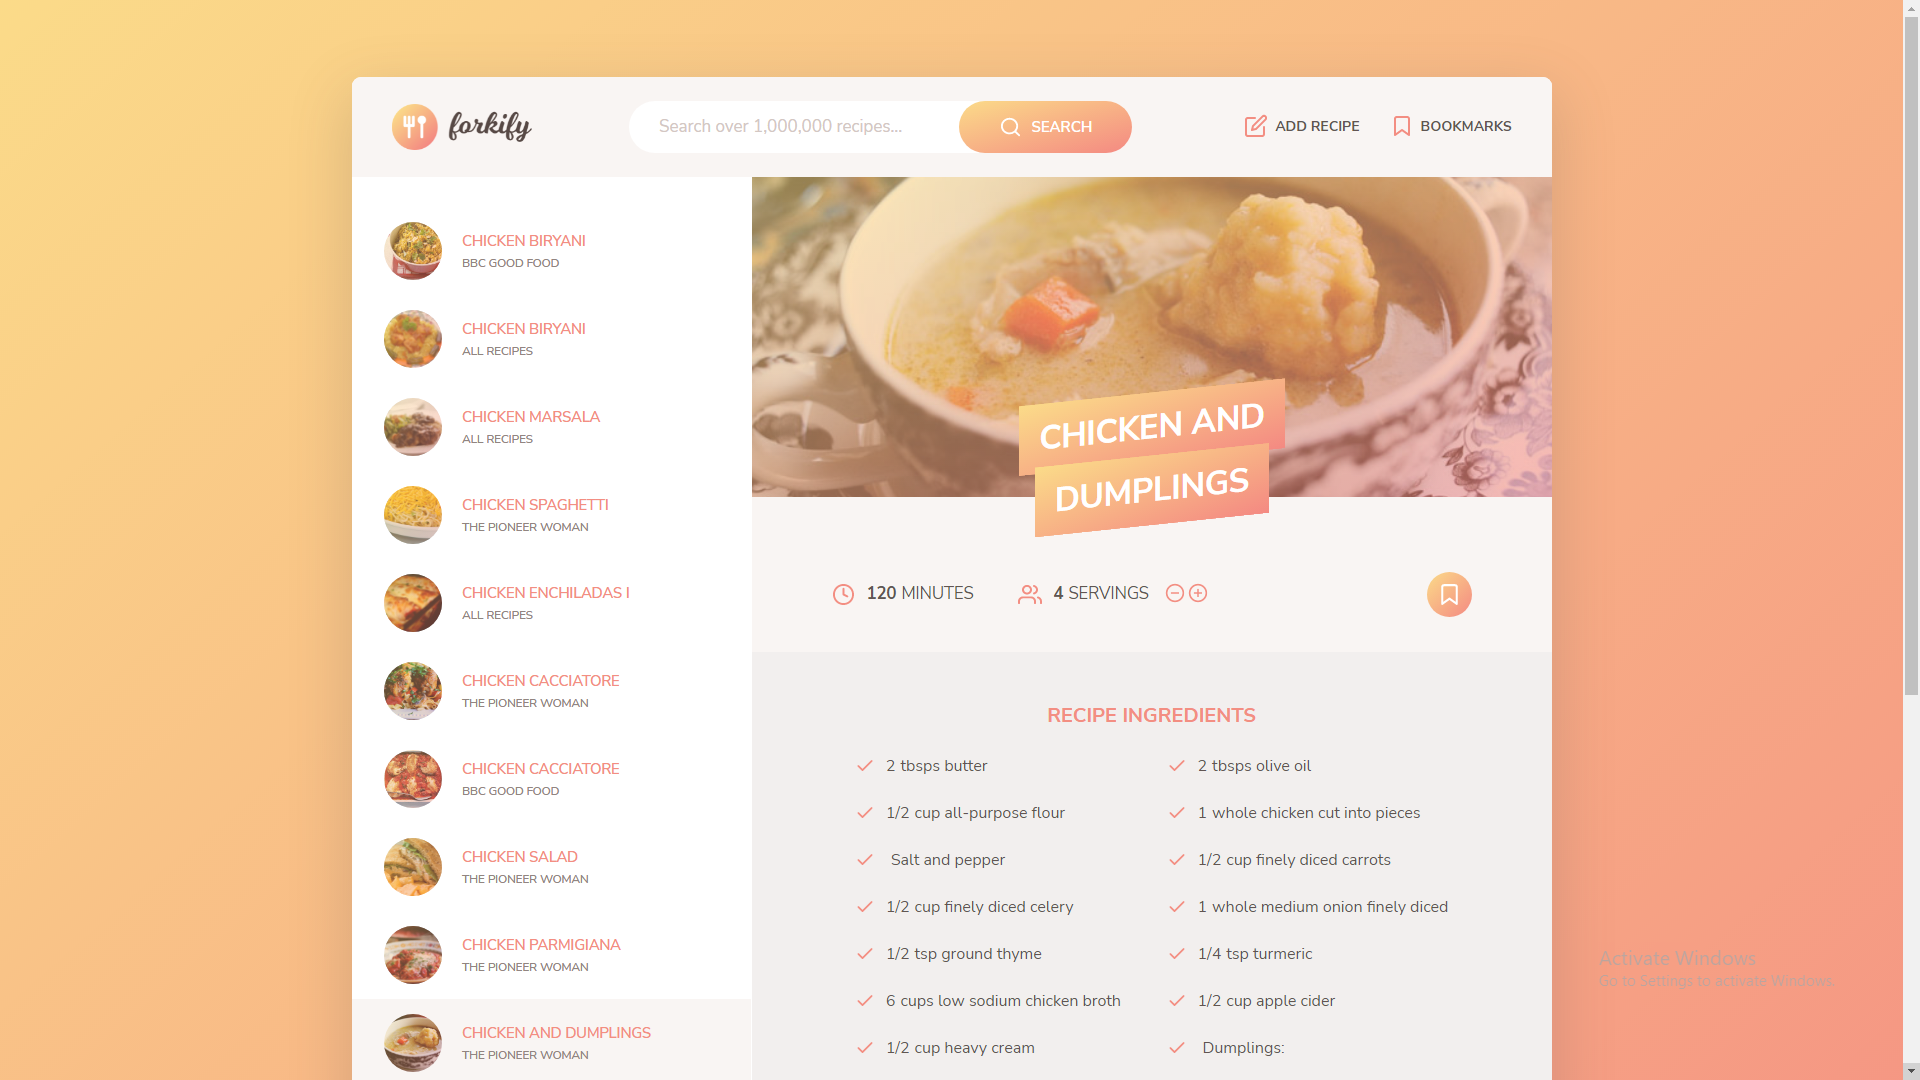 forkify
Search over 1,000,000 recipes...
SEARCH
ADD RECIPE
BOOKMARKS
CHICKEN BIRYANI
BBC GOOD FOOD
CHICKEN BIRYANI
ALL RECIPES
CHICKEN MARSALA
ALL RECIPES
CHICKEN SPAGHETTI
THE PIONEER WOMAN
CHICKEN ENCHILADAS I
ALL RECIPES
CHICKEN CACCIATORE
THE PIONEER WOMAN
CHICKEN CACCIATORE
BBC GOOD FOOD
CHICKEN SALAD
THE PIONEER WOMAN
CHICKEN PARMIGIANA
THE PIONEER WOMAN
CHICKEN AND DUMPLINGS
THE PIONEER WOMAN
CHICKEN AND
DUMPLINGS
120 MINUTES
4 SERVINGS
RECIPE INGREDIENTS
2 tbsps butter
2 tbsps olive oil
1/2 cup all-purpose flour
1 whole chicken cut into pieces
Salt and pepper
1/2 cup finely diced carrots
1/2 cup finely diced celery
1 whole medium onion finely diced
1/2 tsp ground thyme
1/4 tsp turmeric
6 cups low sodium chicken broth
1/2 cup apple cider
1/2 cup heavy cream
Dumplings:
Activate Windows
Go to Settings to activate Windows.